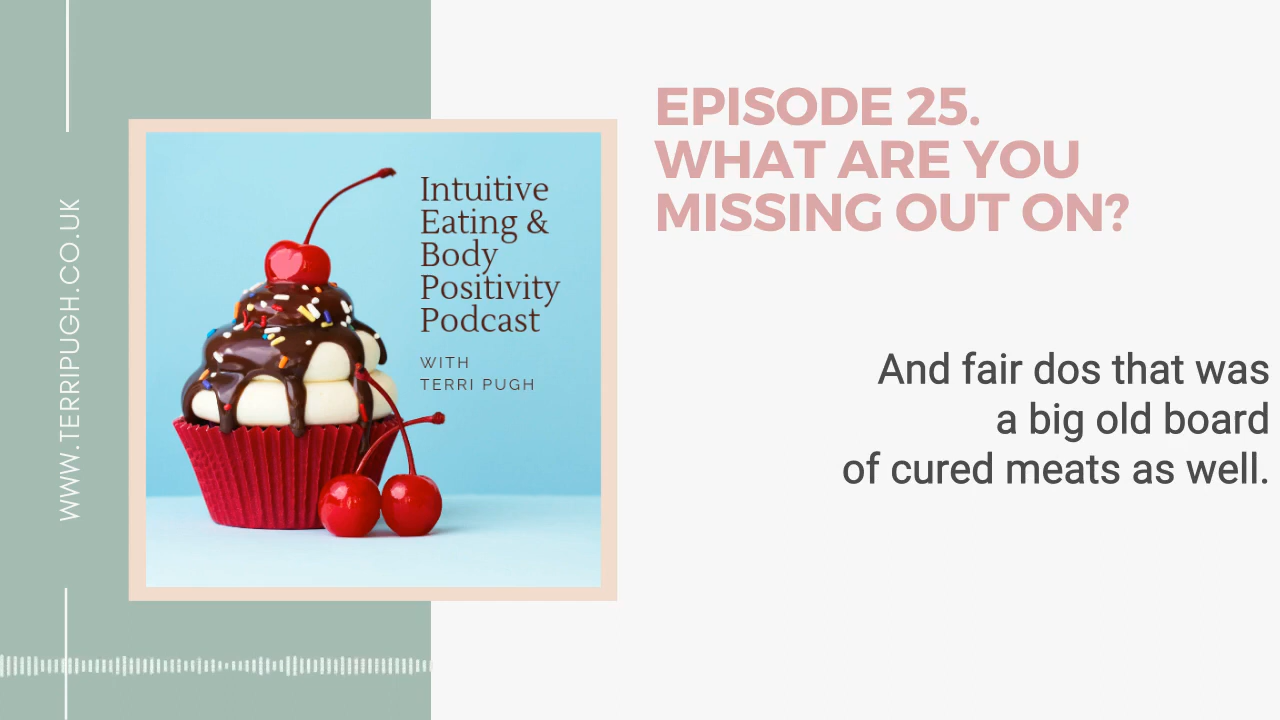 WWW.TERRIPUGH.CO.UK
Intuitive
Eating &
Body
Positivity
Podcast
WITH
TERRI PUGH
EPISODE 25.
WHAT ARE YOU
MISSING OUT ON?
And fair dos that was
a big old board
of cured meats as well.